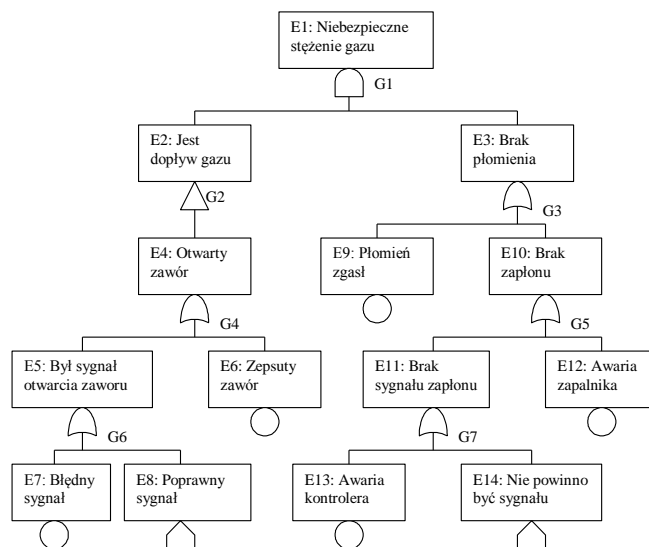 E1: Niebezpieczne
stężenie gazu
G1
E2: Jest
dopływ gazu
E3: Brak
płomienia
G2
G3
E4: Otwarty
zawór
E9: Płomień
zgasł
E10: Brak
zapłonu
G4
G5
E5: Był sygnał
otwarcia zaworu
E6: Zepsuty
zawór
E11: Brak
sygnału zapłonu
E12: Awaria
zapalnika
G6
G7
E7: Błędny
sygnał
E8: Poprawny
sygnał
E13: Awaria
kontrolera
E14: Nie powinno
być sygnału